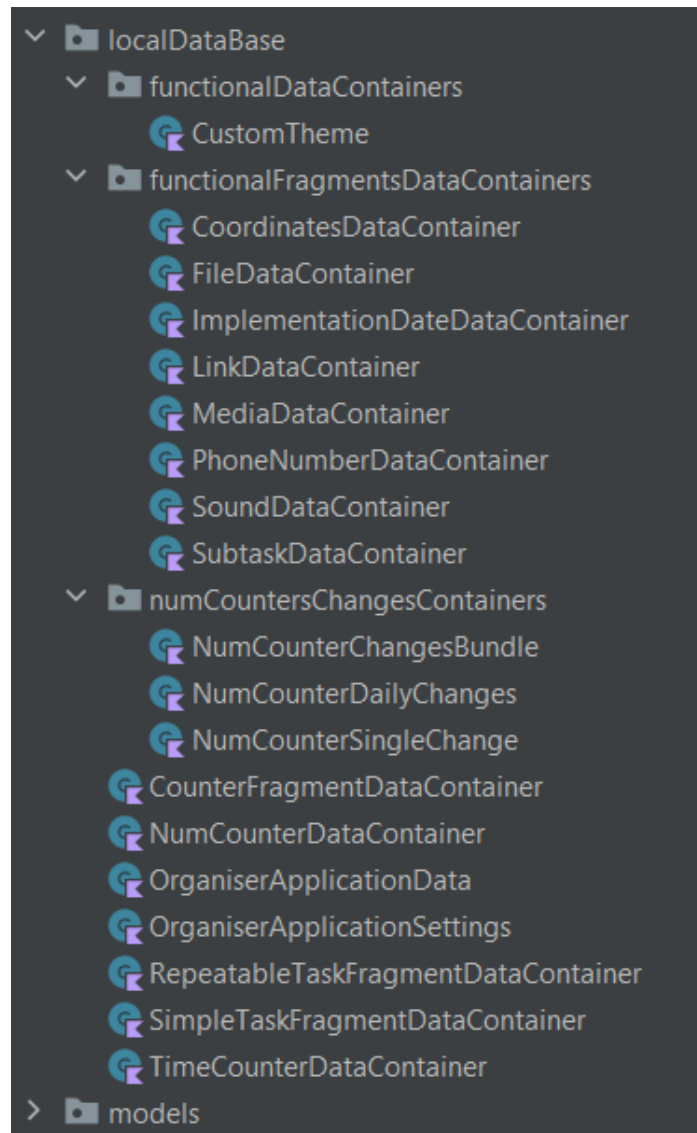 localDataBase
functionalDataContainers
CustomTheme
functionalFragmentsDataContainers
CoordinatesDataContainer
FileDataContainer
ImplementationDateDataContainer
LinkDataContainer
MediaDataContainer
PhoneNumberDataContainer
SoundDataContainer
SubtaskDataContainer
numCountersChangesContainers
NumCounterChangesBundle
NumCounterDailyChanges
NumCounterSingleChange
CounterFragmentDataContainer
NumCounterDataContainer
OrganiserApplicationData
OrganiserApplicationSettings
RepeatableTaskFragmentDataContainer
SimpleTaskFragmentDataContainer
TimeCounterDataContainer
models